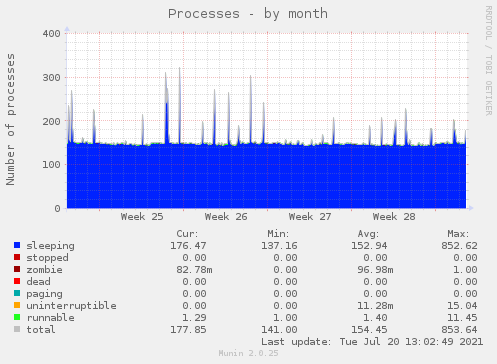 Processes - by month
RRDTOOL / TOBI OETIKER
Number of processes
400
300
200
100
0
Week 25 Week 26 Week 27 Week 28
Cur: Min: Avg: Max:
sleeping 176.47 137.16 152.94 852.62
stopped 0.00 0.00 0.00 0.00
zombie 82.78m 0.00 96.98m 1.00
dead 0.00 0.00 0.00 0.00
paging 0.00 0.00 0.00 0.00
uninterruptible 0.00 0.00 11.28m 15.04
runnable 1.29 1.00 1.40 11.45
total 177.85 141.00 154.45 853.64
Last update: Tue Jul 20 13:02:49 2021
Munin 2.0.25